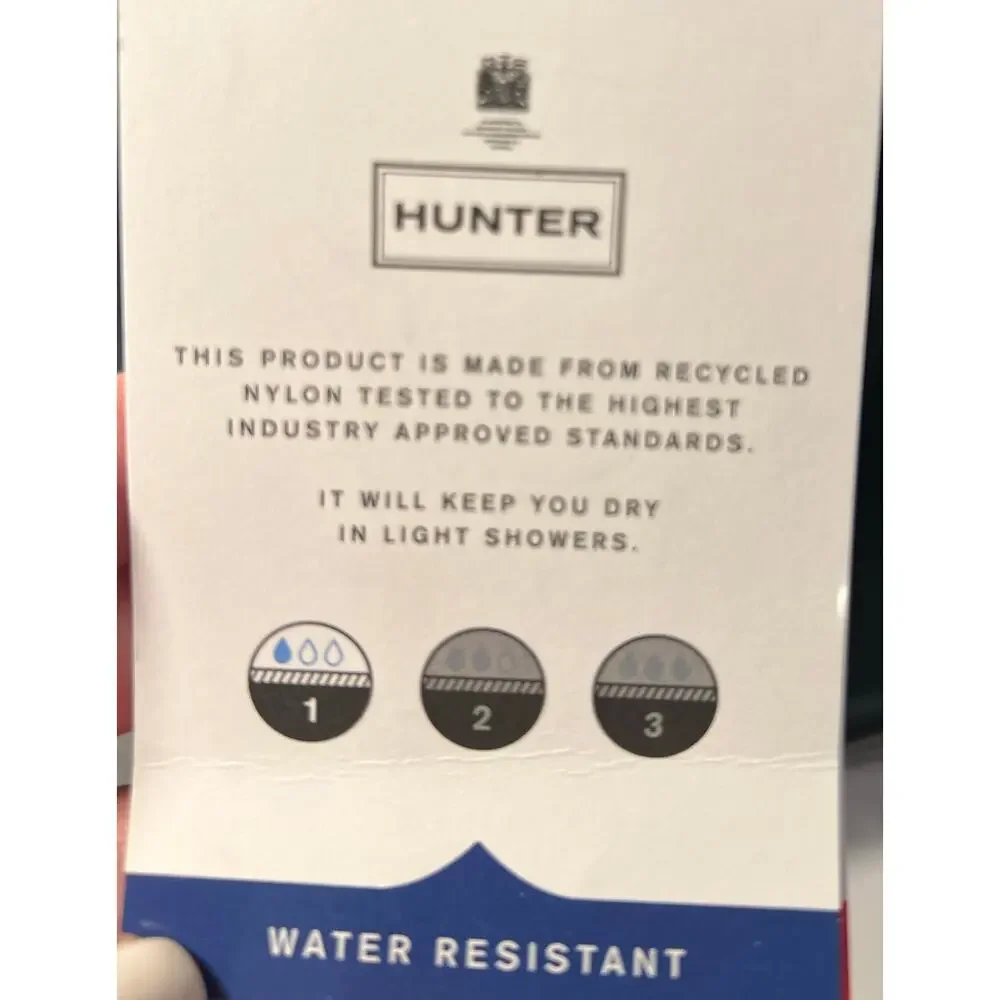 HUNTER
THIS PRODUCT IS MADE FROM RECYCLED
NYLON TESTED TO THE HIGHEST
INDUSTRY APPROVED STANDARDS.
IT WILL KEEP YOU DRY
IN LIGHT SHOWERS.
1 2 3
WATER RESISTANT